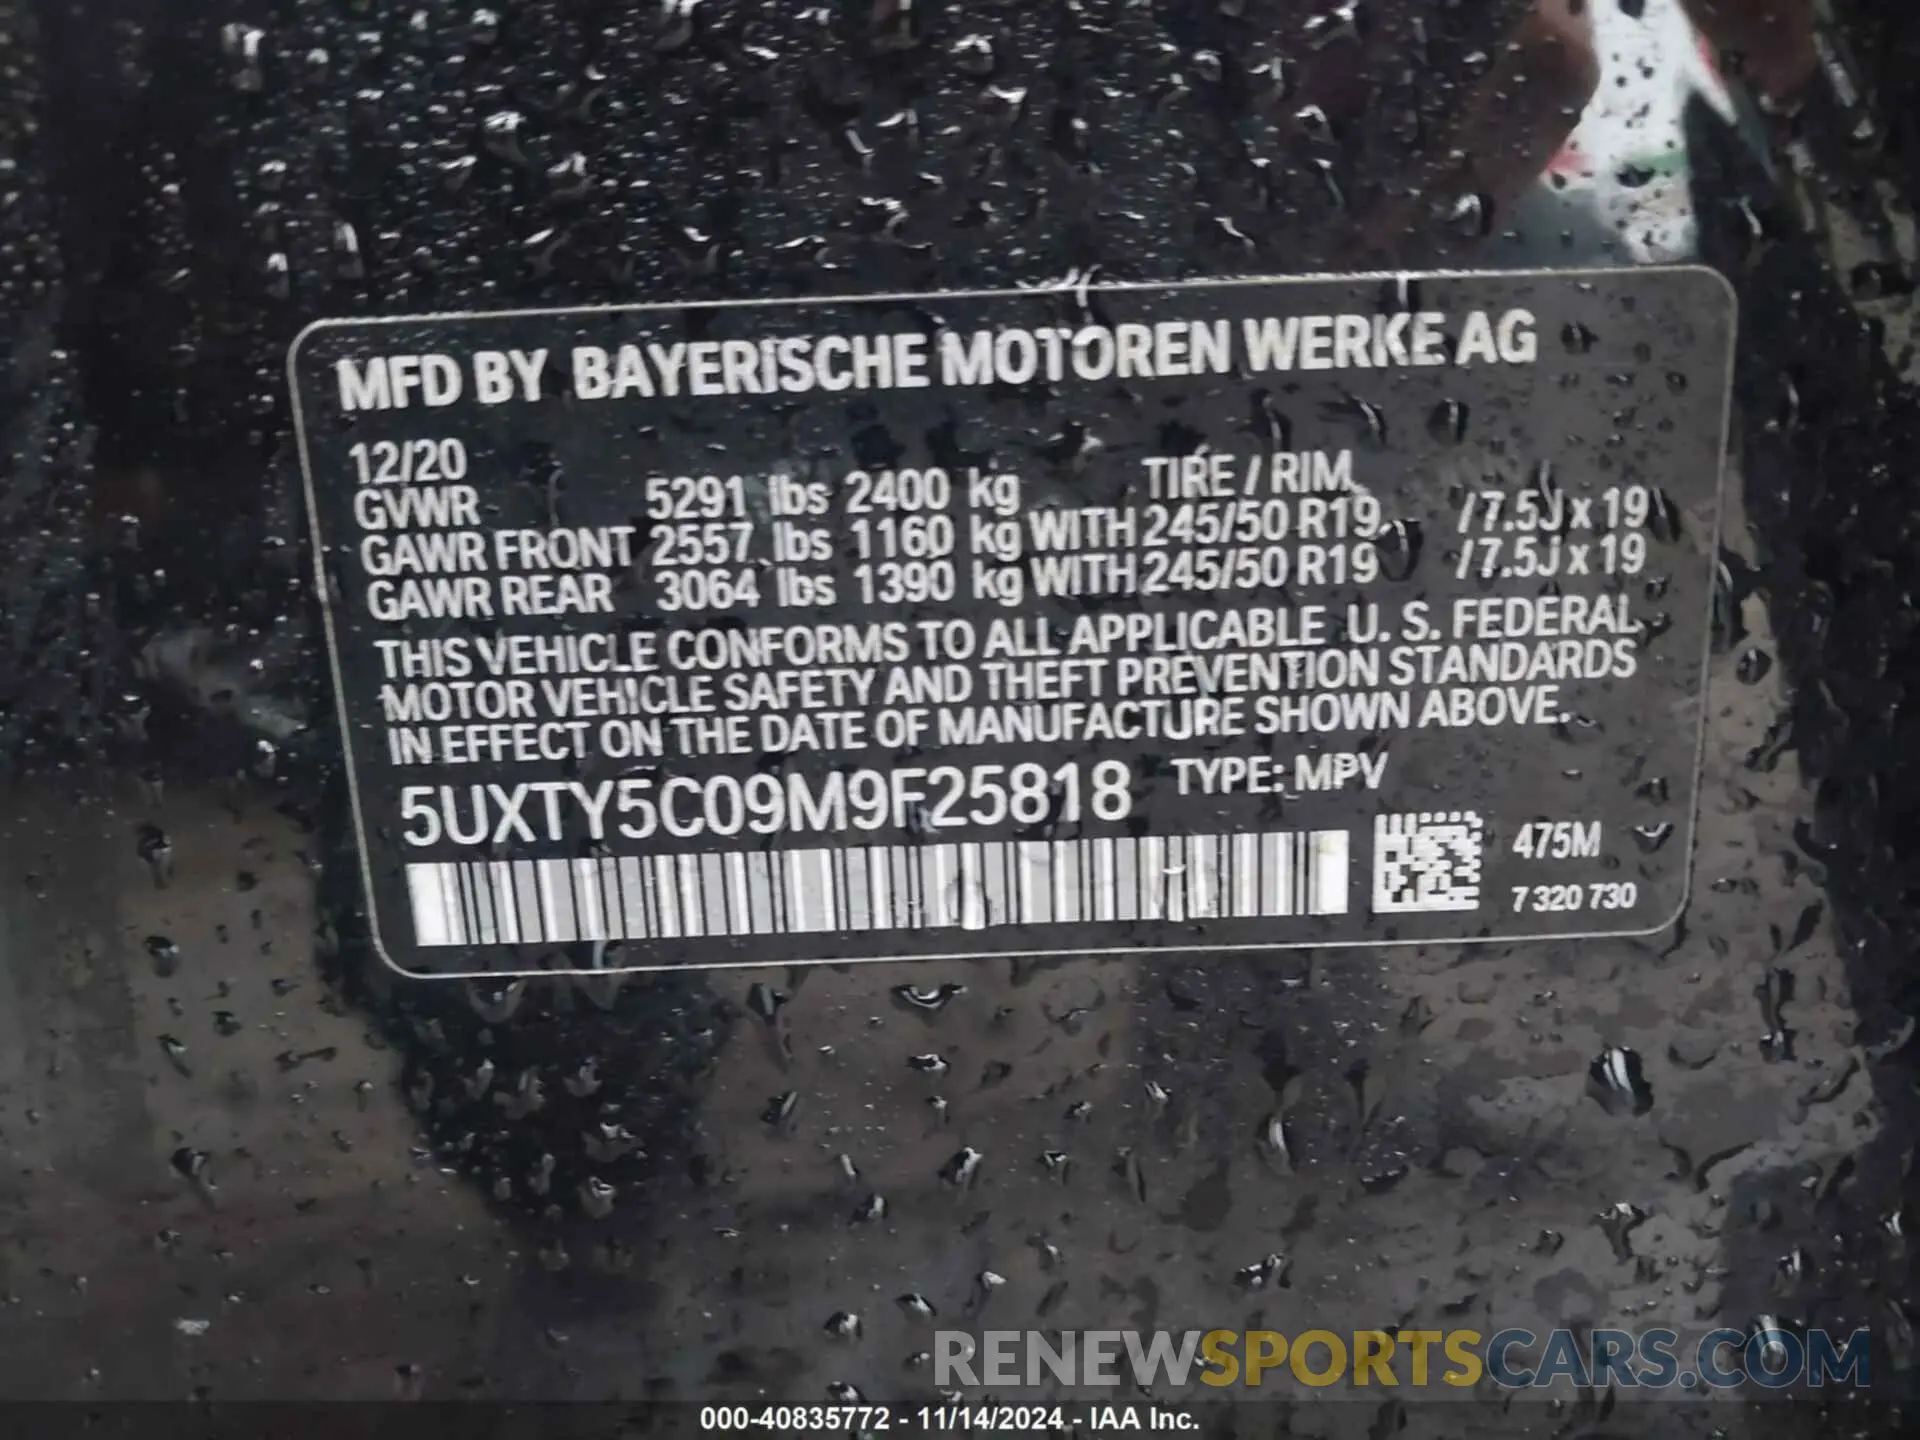 MFD BY BAYERISCHE MOTOREN WERKE AG
12/20
GVWR 5291 lbs 2400 kg TIRE / RIM
GAWR FRONT 2557 lbs 1160 kg WITH 245/50 R19 / 7.5J x 19
GAWR REAR 3064 lbs 1390 kg WITH 245/50 R19 / 7.5J x 19
THIS VEHICLE CONFORMS TO ALL APPLICABLE U. S. FEDERAL
MOTOR VEHICLE SAFETY AND THEFT PREVENTION STANDARDS
IN EFFECT ON THE DATE OF MANUFACTURE SHOWN ABOVE.
5UXTY5C09M9F25818 TYPE: MPV
475M
7 320 730
RENEWSPORTSCARS.COM
000-40835772 - 11/14/2024 - IAA Inc.